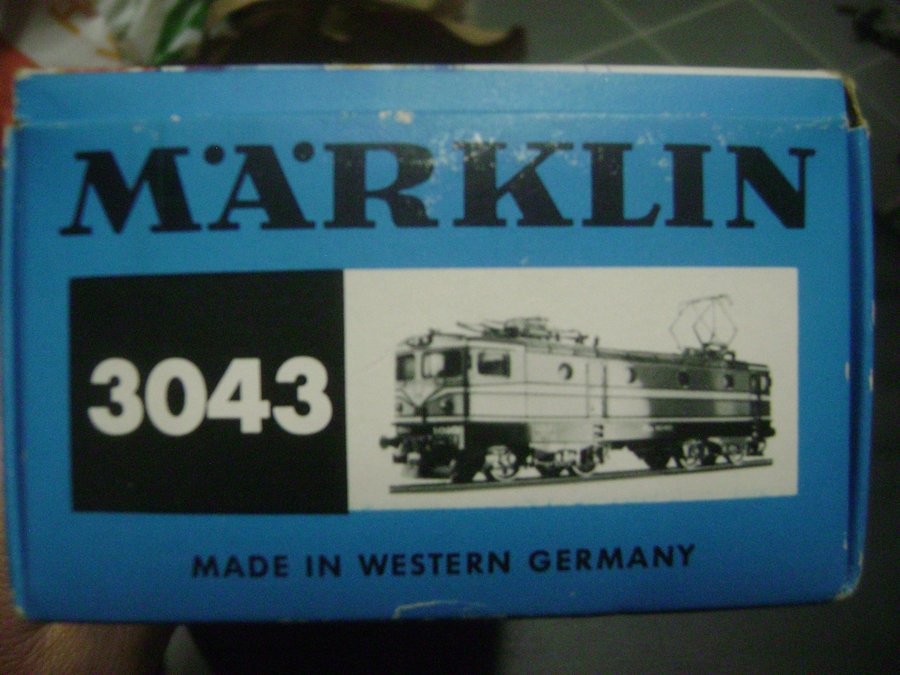 MÄRKLIN
3043
MADE IN WESTERN GERMANY